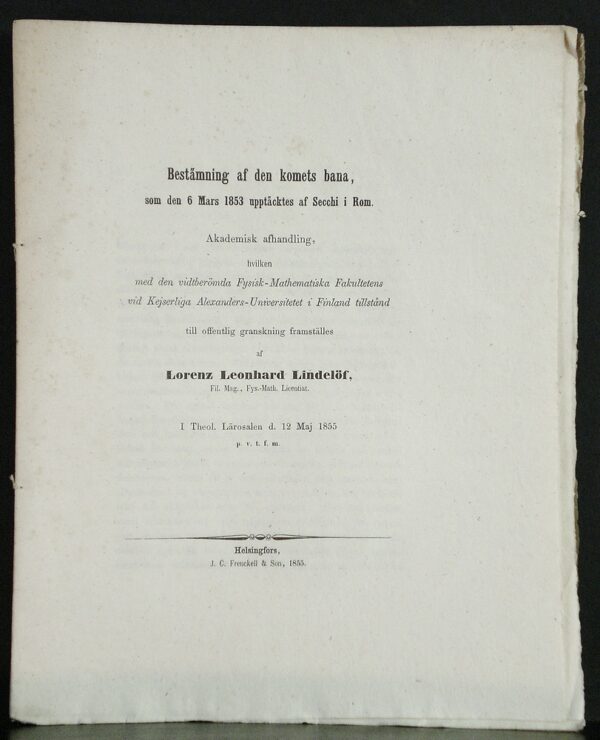 Bestämning af den komets bana,
som den 6 Mars 1853 upptäcktes af Secchi i Rom.
Akademisk afhandling,
hvilken
med den vidtberömda Fysisk-Mathematiska Fakultetens
vid Kejserliga Alexanders-Universitetet i Finland tillstånd
till offentlig granskning framställes
af
Lorenz Leonhard Lindelöf,
Fil. Mag., Fys.-Math. Licentiat.
I Theol. Lärosalen d. 12 Maj 1855
p. v. t. f. m.
Helsingfors,
J. C. Frenckell & Son, 1855.